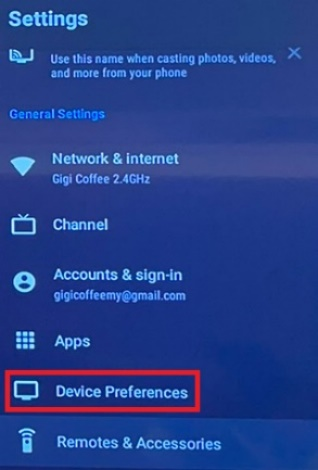 Settings
Use this name when casting photos, videos,
and more from your phone
General Settings
Network & internet
Gigi Coffee 2.4GHz
Channel
Accounts & sign-in
gigicoffeemy@gmail.com
Apps
Device Preferences
Remotes & Accessories